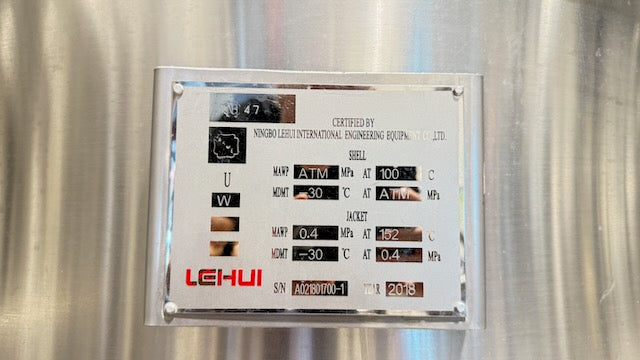 CERTIFIED BY
NINGBO LEHUI INTERNATIONAL ENGINEERING EQUIPMENT CO.,LTD.
SHELL
U
MAWP ATM MPa AT 100 C
W
MDMT -30 ℃ AT ATM MPa
JACKET
MAWP 0.4 MPa AT 152 C
MDMT -30 ℃ AT 0.4 MPa
LEHUI
S/N A021801700-1 YEAR 2018